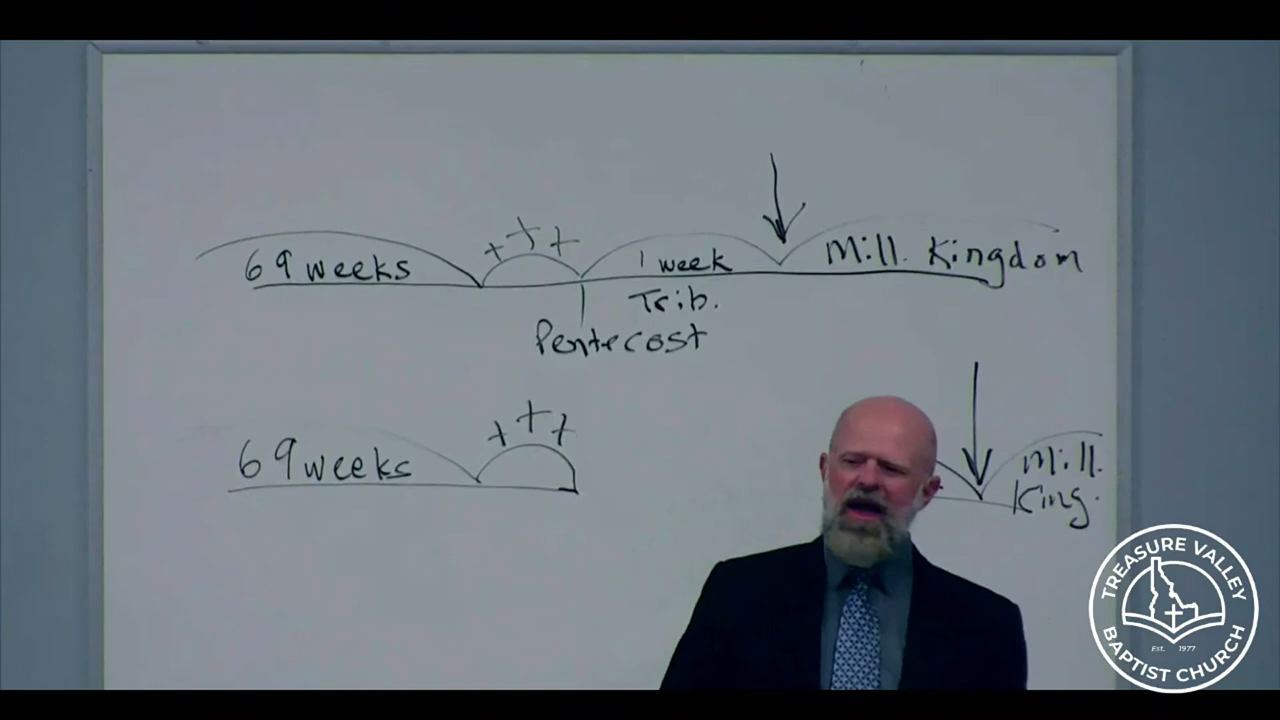 69 weeks
1 week
Mill. Kingdom
Trib.
Pentecost
69 weeks
Mill.
King.
TREASURE VALLEY
Est. 1977
BAPTIST CHURCH